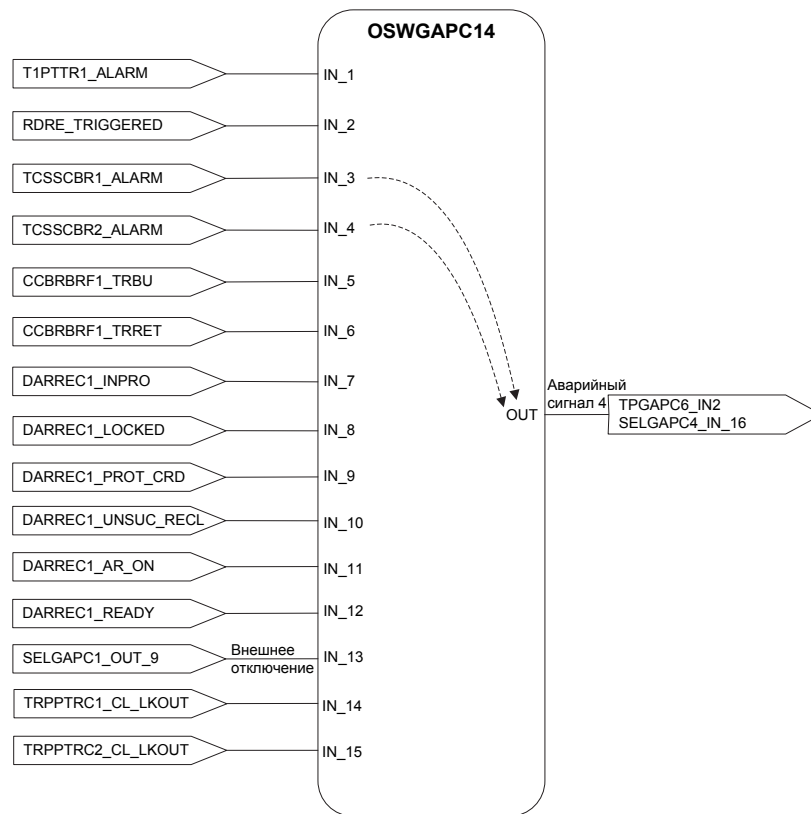 OSWGAPC14
T1PTTR1_ALARM
IN_1
RDRE_TRIGGERED
IN_2
TCSSCBR1_ALARM
IN_3
TCSSCBR2_ALARM
IN_4
CCBRBRF1_TRBU
IN_5
CCBRBRF1_TRRET
IN_6
DARREC1_INPRO
IN_7
DARREC1_LOCKED
IN_8
DARREC1_PROT_CRD
IN_9
DARREC1_UNSUC_RECL
IN_10
DARREC1_AR_ON
IN_11
DARREC1_READY
IN_12
SELGAPC1_OUT_9
Внешнее
отключение
IN_13
TRPPTRC1_CL_LKOUT
IN_14
TRPPTRC2_CL_LKOUT
IN_15
OUT
Аварийный
сигнал 4
TPGAPC6_IN2
SELGAPC4_IN_16